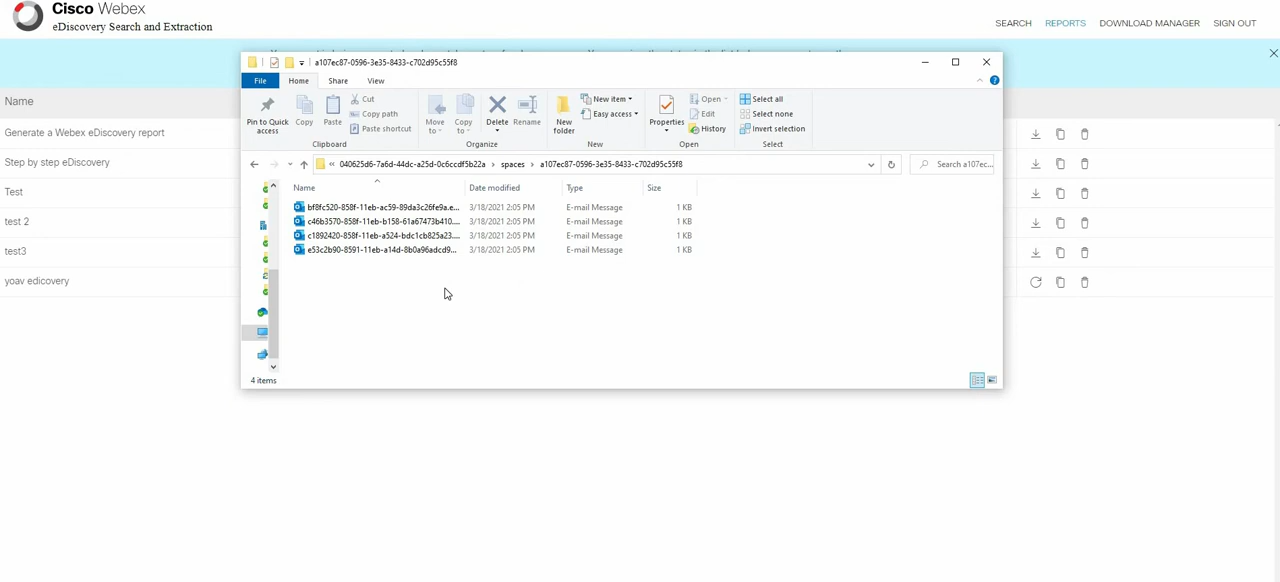 Cisco Webex
eDiscovery Search and Extraction
SEARCH REPORTS DOWNLOAD MANAGER SIGN OUT
a107ec87-0596-3e35-8433-c702d95c55f8
File Home Share View
Pin to Quick access
Copy
Paste
Cut
Copy path
Paste shortcut
Clipboard
Move to
Copy to
Delete
Rename
Organize
New folder
New item
Easy access
New
Properties
Open
Edit
History
Open
Select all
Select none
Invert selection
Select
« 040625d6-7a6d-44dc-a25d-0c6ccdf5b22a > spaces > a107ec87-0596-3e35-8433-c702d95c55f8
Search a107ec...
Name Date modified Type Size
bf8fc520-858f-11eb-ac59-89da3c26fe9a.e... 3/18/2021 2:05 PM E-mail Message 1 KB
c46b3570-858f-11eb-b158-61a67473b410.... 3/18/2021 2:05 PM E-mail Message 1 KB
c1892420-858f-11eb-a524-bdc1cb825a23.... 3/18/2021 2:05 PM E-mail Message 1 KB
e53c2b90-8591-11eb-a14d-8b0a96adcd9... 3/18/2021 2:05 PM E-mail Message 1 KB
4 items
Name
Generate a Webex eDiscovery report
Step by step eDiscovery
Test
test 2
test3
yoav edicovery